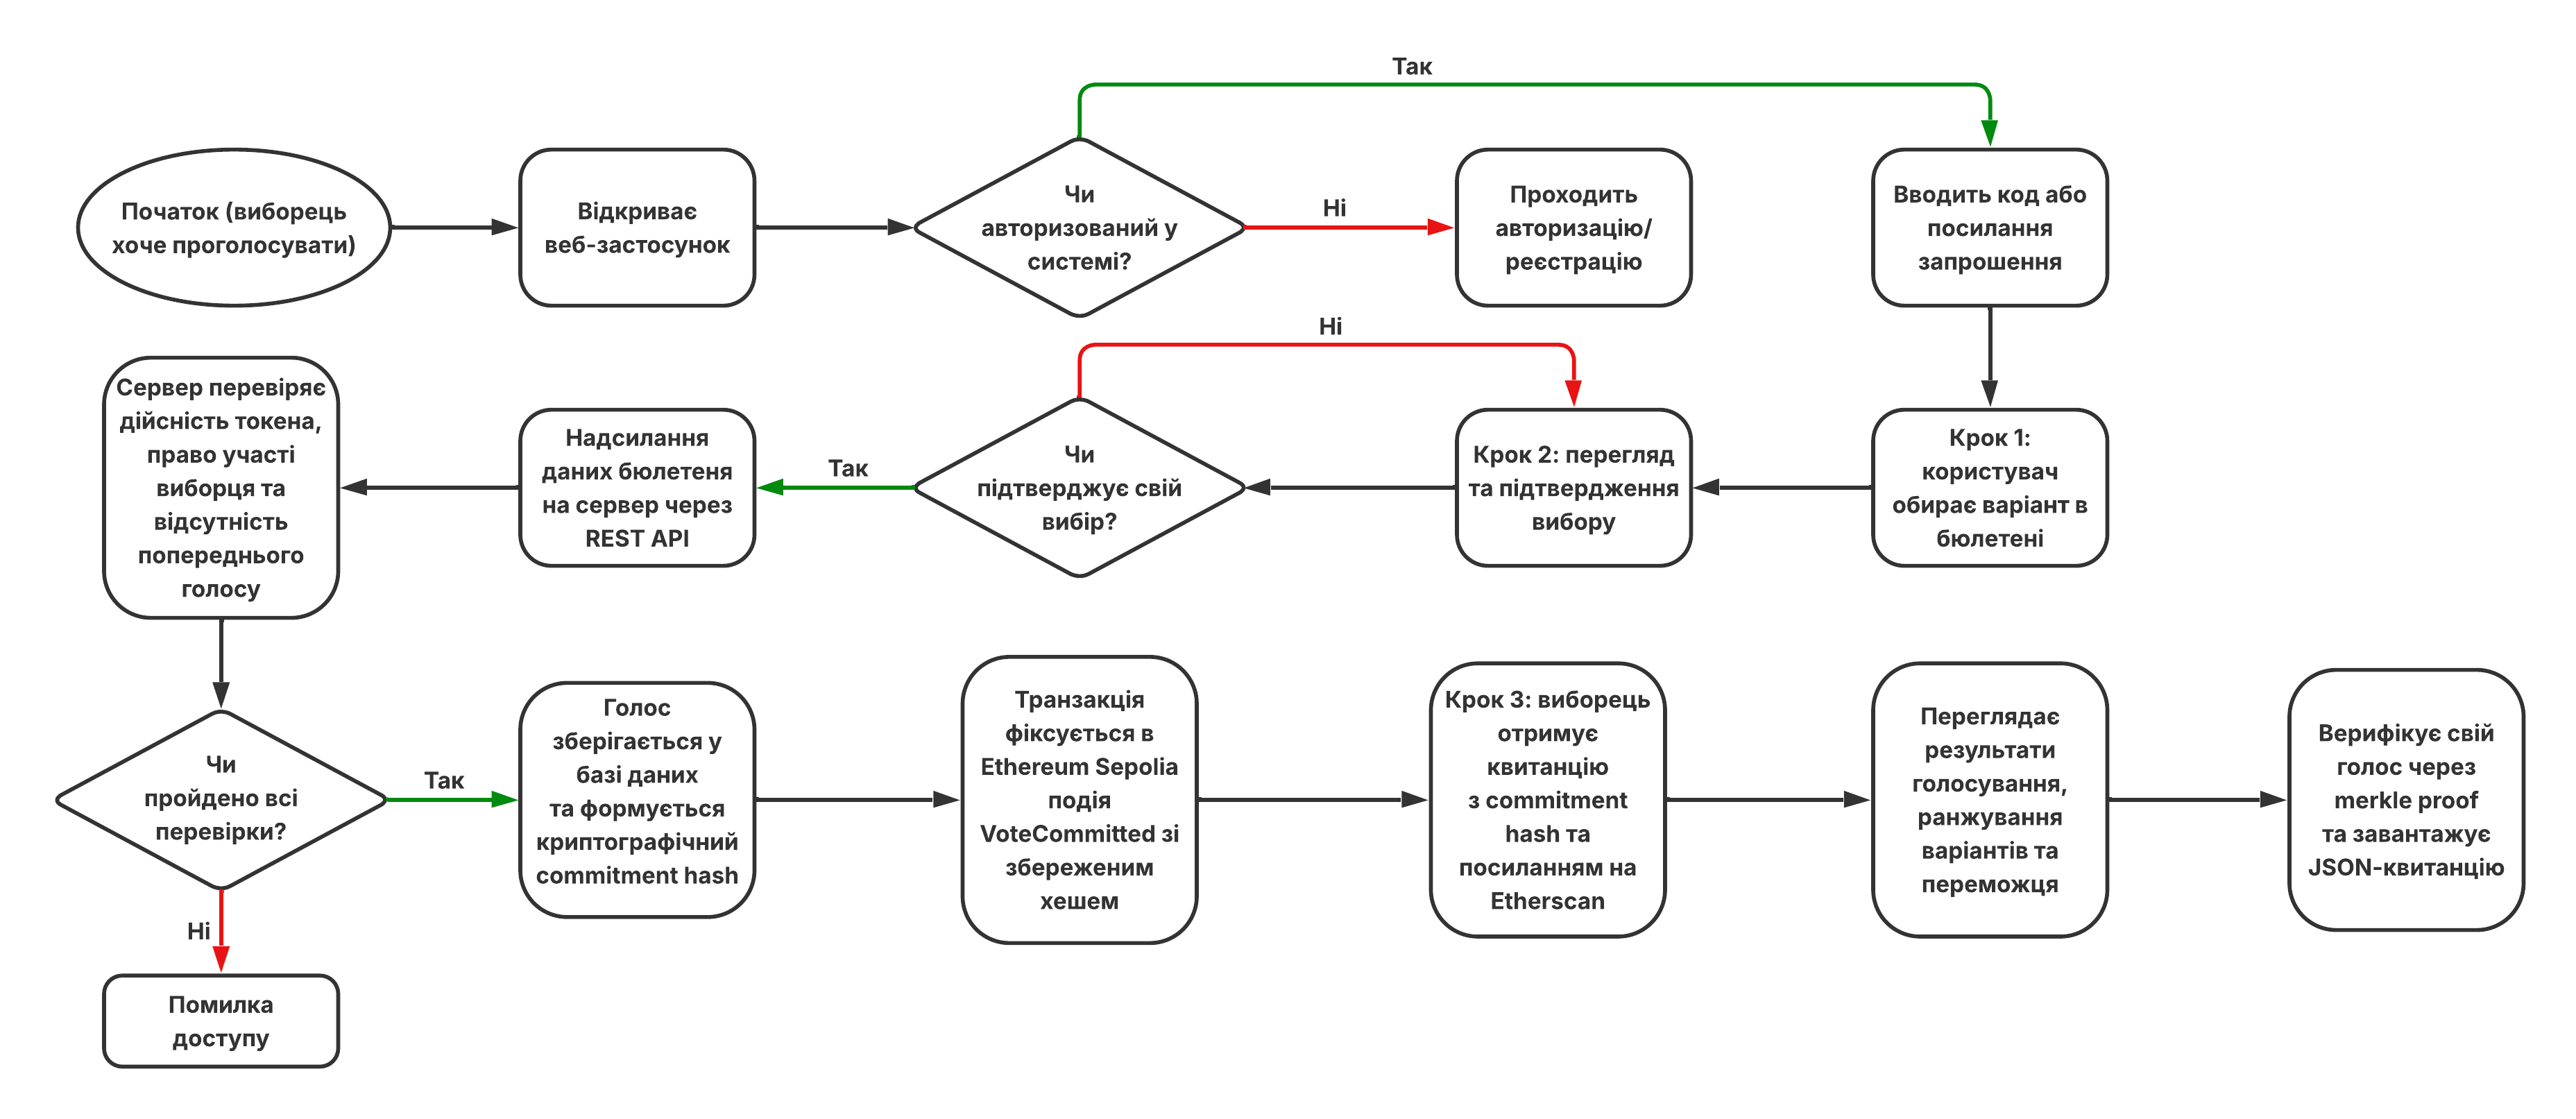 Так
Початок (виборець
хоче проголосувати)
Відкриває
веб-застосунок
Чи
авторизований у
системі?
Ні
Проходить
авторизацію/
реєстрацію
Вводить код або
посилання
запрошення
Ні
Сервер перевіряє
дійсність токена,
право участі
виборця та
відсутність
попереднього
голосу
Надсилання
даних бюлетеня
на сервер через
REST API
Так
Чи
підтверджує свій
вибір?
Крок 2: перегляд
та підтвердження
вибору
Крок 1:
користувач
обирає варіант в
бюлетені
Чи
пройдено всі
перевірки?
Так
Голос
зберігається у
базі даних
та формується
криптографічний
commitment hash
Транзакція
фіксується в
Ethereum Sepolia
подія
VoteCommitted зі
збереженим
хешем
Крок 3: виборець
отримує
квитанцію
з commitment
hash та
посиланням на
Etherscan
Переглядає
результати
голосування,
ранжування
варіантів та
переможця
Верифікує свій
голос через
merkle proof
та завантажує
JSON-квитанцію
Ні
Помилка
доступу